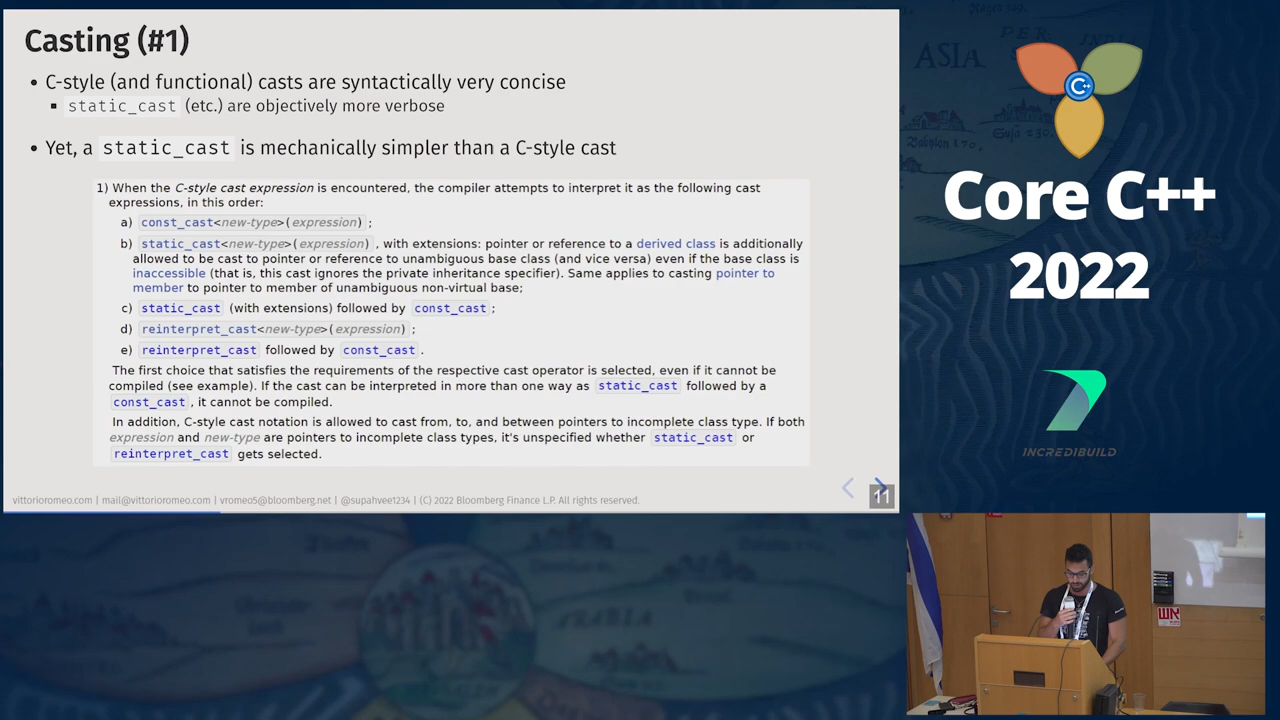 Casting (#1)
• C-style (and functional) casts are syntactically very concise
▪ static_cast (etc.) are objectively more verbose
• Yet, a static_cast is mechanically simpler than a C-style cast
1) When the C-style cast expression is encountered, the compiler attempts to interpret it as the following cast
expressions, in this order:
a) const_cast<new-type>(expression);
b) static_cast<new-type>(expression), with extensions: pointer or reference to a derived class is additionally
allowed to be cast to pointer or reference to unambiguous base class (and vice versa) even if the base class is
inaccessible (that is, this cast ignores the private inheritance specifier). Same applies to casting pointer to
member to pointer to member of unambiguous non-virtual base;
c) static_cast (with extensions) followed by const_cast;
d) reinterpret_cast<new-type>(expression);
e) reinterpret_cast followed by const_cast.
The first choice that satisfies the requirements of the respective cast operator is selected, even if it cannot be
compiled (see example). If the cast can be interpreted in more than one way as static_cast followed by a
const_cast, it cannot be compiled.
In addition, C-style cast notation is allowed to cast from, to, and between pointers to incomplete class type. If both
expression and new-type are pointers to incomplete class types, it's unspecified whether static_cast or
reinterpret_cast gets selected.
vittorioromeo.com | mail@vittorioromeo.com | vromeo5@bloomberg.net | @supahvee1234 | (C) 2022 Bloomberg Finance L.P. All rights reserved.
11
ASIA
PER
INDIA
Babylon
C++
Core C++
2022
INCREDIBUILD